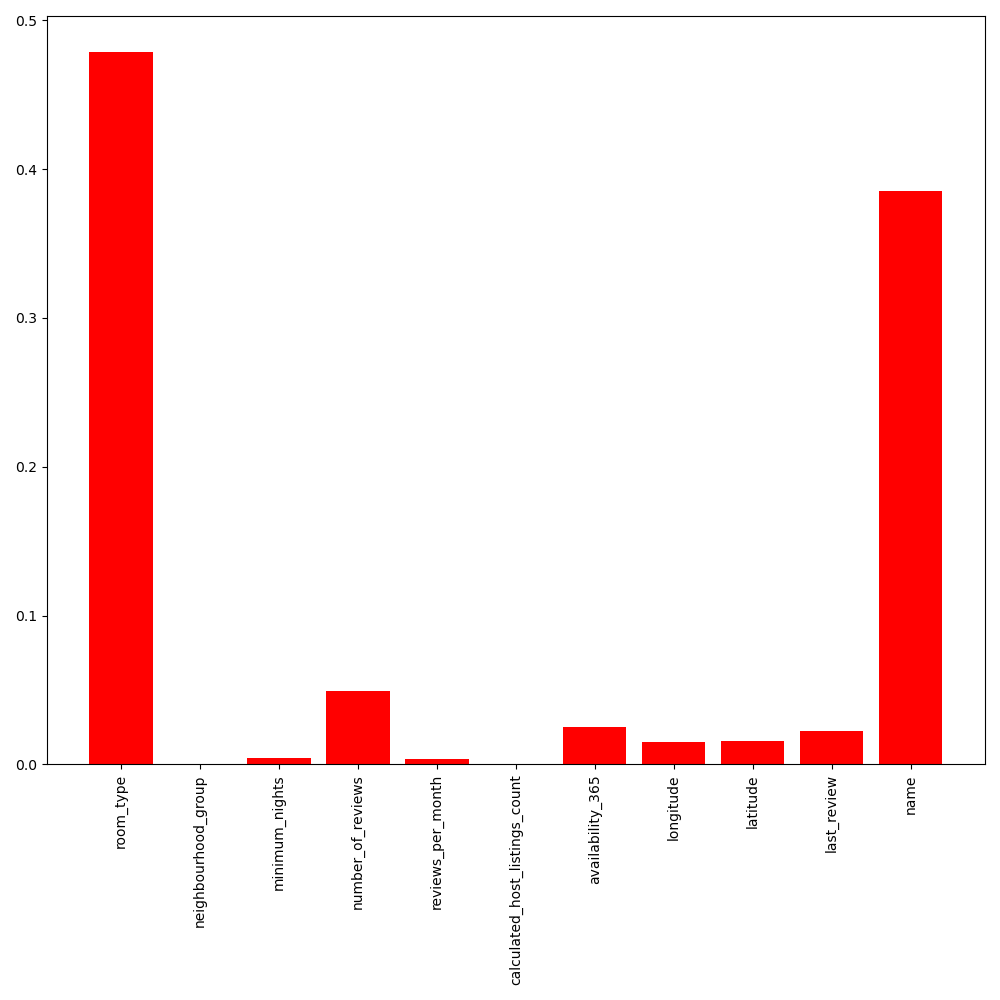 0.5
0.4
0.3
0.2
0.1
0.0
room_type
neighbourhood_group
minimum_nights
number_of_reviews
reviews_per_month
calculated_host_listings_count
availability_365
longitude
latitude
last_review
name